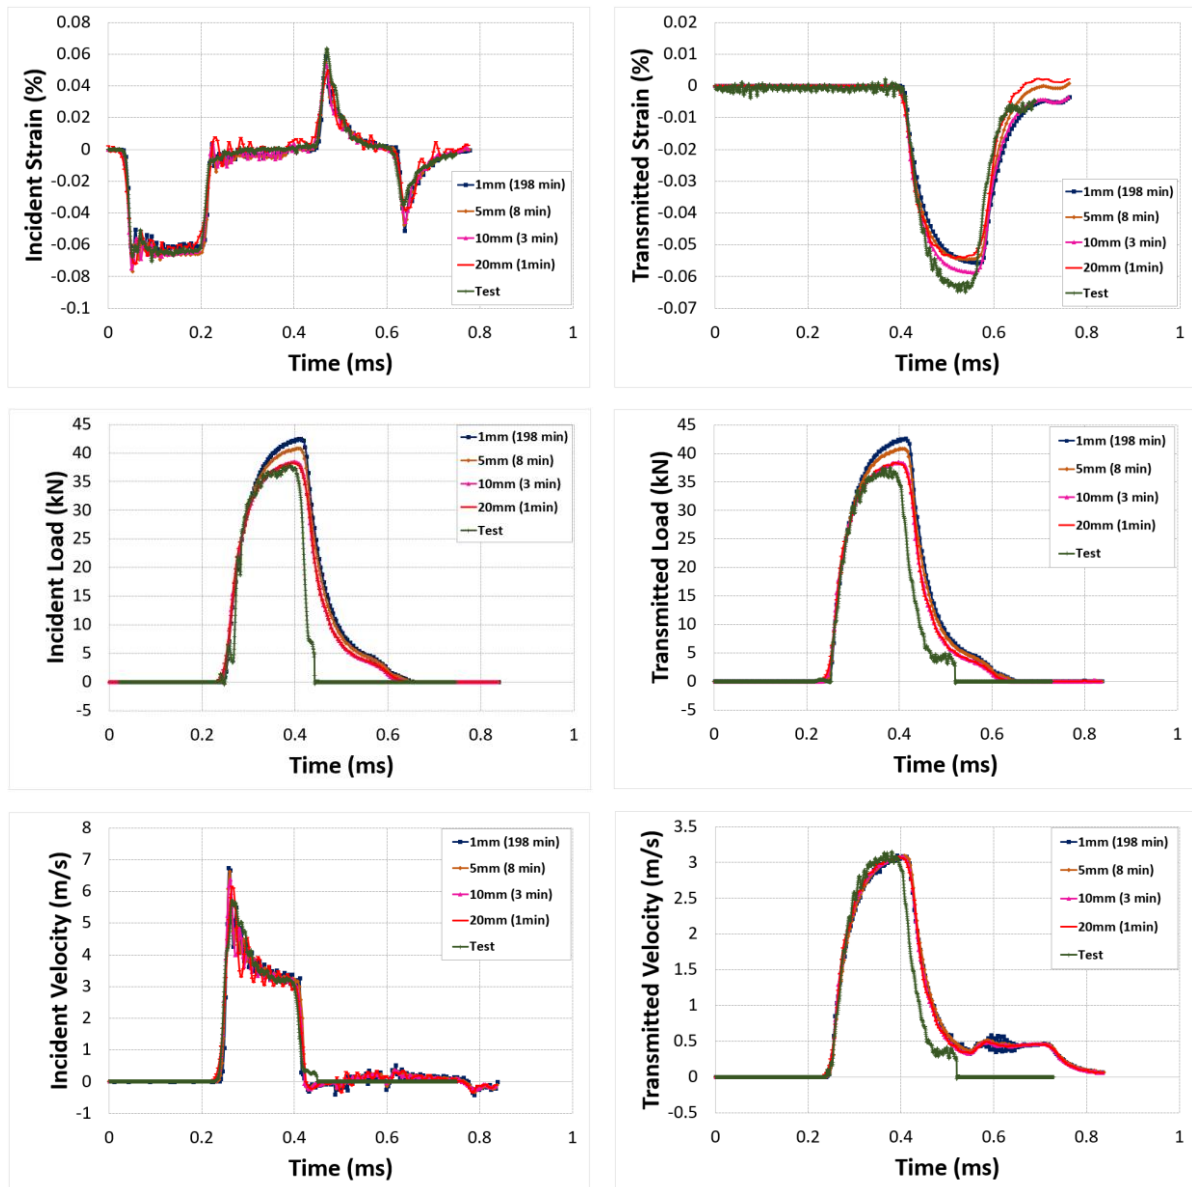 Incident Strain (%)
0.08
0.06
0.04
0.02
0
-0.02
-0.04
-0.06
-0.08
-0.1
0
0.2
0.4
0.6
0.8
1
Time (ms)
1mm (198 min)
5mm (8 min)
10mm (3 min)
20mm (1min)
Test
Transmitted Strain (%)
0.02
0.01
0
-0.01
-0.02
-0.03
-0.04
-0.05
-0.06
-0.07
0
0.2
0.4
0.6
0.8
1
Time (ms)
1mm (198 min)
5mm (8 min)
10mm (3 min)
20mm (1min)
Test
Incident Load (kN)
45
40
35
30
25
20
15
10
5
0
-5
0
0.2
0.4
0.6
0.8
1
Time (ms)
1mm (198 min)
5mm (8 min)
10mm (3 min)
20mm (1min)
Test
Transmitted Load (kN)
45
40
35
30
25
20
15
10
5
0
-5
0
0.2
0.4
0.6
0.8
1
Time (ms)
1mm (198 min)
5mm (8 min)
10mm (3 min)
20mm (1min)
Test
Incident Velocity (m/s)
8
7
6
5
4
3
2
1
0
-1
0
0.2
0.4
0.6
0.8
1
Time (ms)
1mm (198 min)
5mm (8 min)
10mm (3 min)
20mm (1min)
Test
Transmitted Velocity (m/s)
3.5
3
2.5
2
1.5
1
0.5
0
-0.5
0
0.2
0.4
0.6
0.8
1
Time (ms)
1mm (198 min)
5mm (8 min)
10mm (3 min)
20mm (1min)
Test